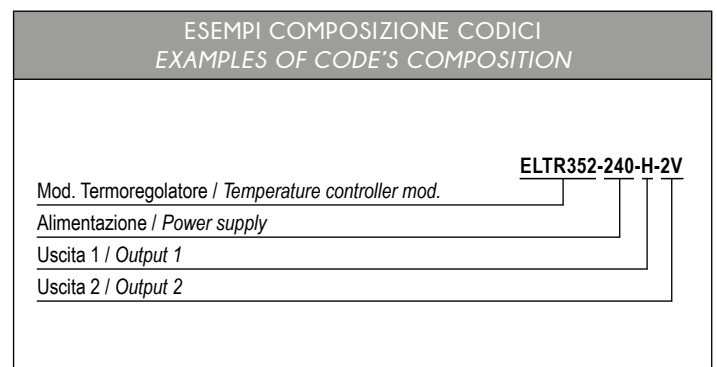 ESEMPI COMPOSIZIONE CODICI
EXAMPLES OF CODE'S COMPOSITION
ELTR352-240-H-2V
Mod. Termoregolatore / Temperature controller mod.
Alimentazione / Power supply
Uscita 1 / Output 1
Uscita 2 / Output 2